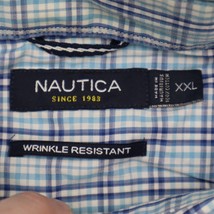 NAUTICA
SINCE 1983
XXL
WRINKLE RESISTANT